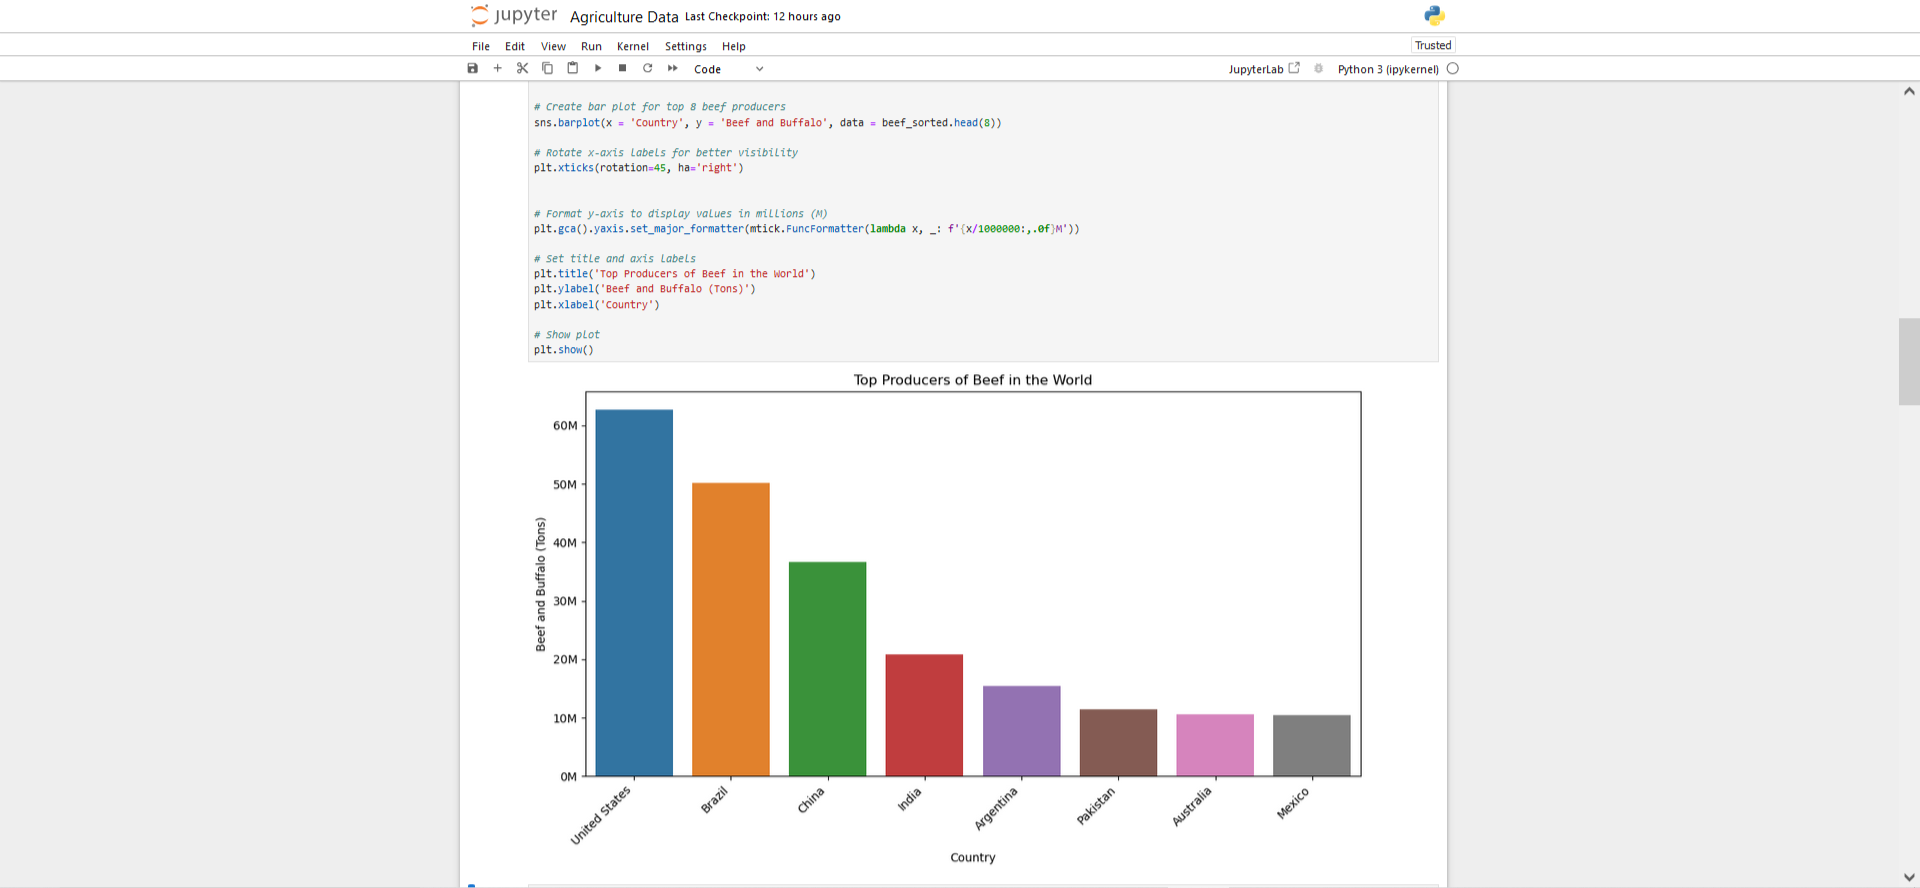 jupyter Agriculture Data Last Checkpoint: 12 hours ago
File Edit View Run Kernel Settings Help Trusted
Code JupyterLab Python 3 (ipykernel)
# Create bar plot for top 8 beef producers
sns.barplot(x = 'Country', y = 'Beef and Buffalo', data = beef_sorted.head(8))
# Rotate x-axis labels for better visibility
plt.xticks(rotation=45, ha='right')
# Format y-axis to display values in millions (M)
plt.gca().yaxis.set_major_formatter(mtick.FuncFormatter(lambda x, _: f'{x/1000000:,.0f}M'))
# Set title and axis labels
plt.title('Top Producers of Beef in the World')
plt.ylabel('Beef and Buffalo (Tons)')
plt.xlabel('Country')
# Show plot
plt.show()
Top Producers of Beef in the World
Beef and Buffalo (Tons)
60M
50M
40M
30M
20M
10M
0M
United States
Brazil
China
India
Argentina
Pakistan
Australia
Mexico
Country